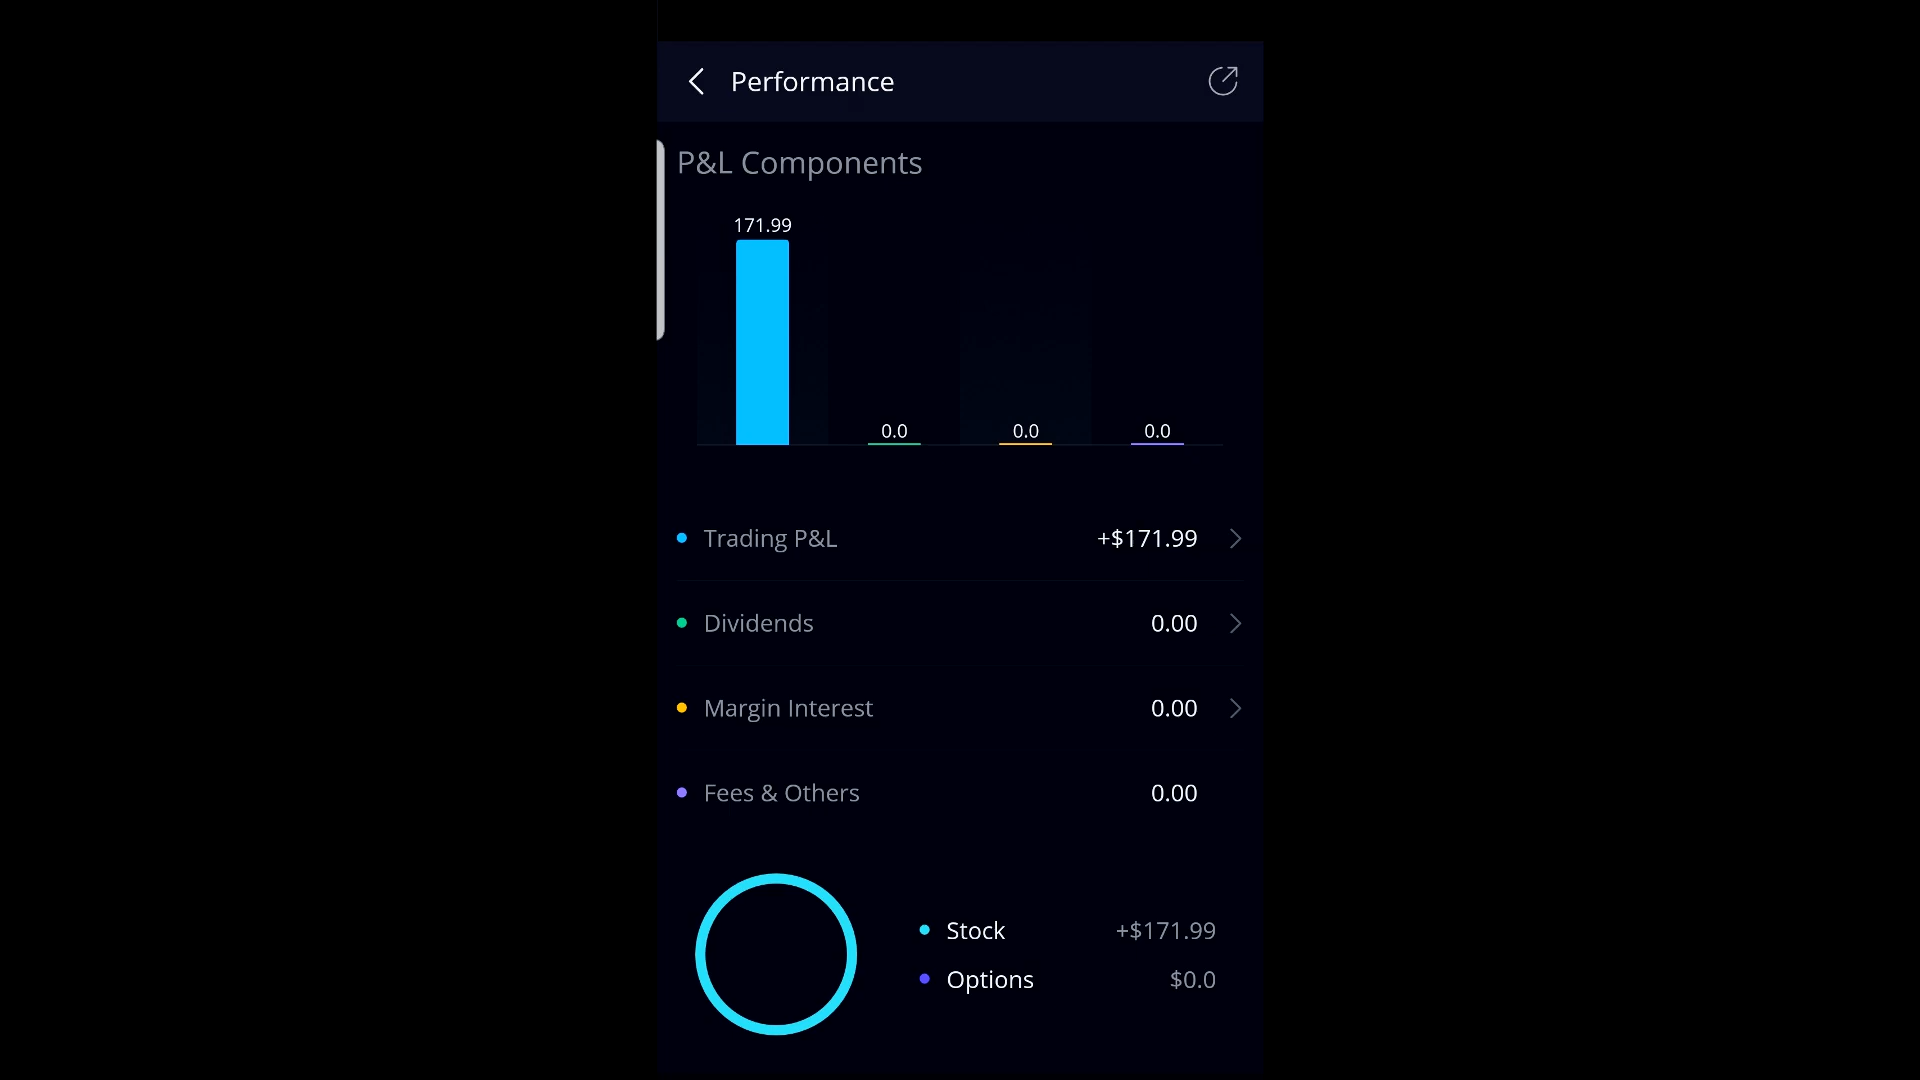 Performance
P&L Components
171.99
0.0 0.0 0.0
Trading P&L +$171.99
Dividends 0.00
Margin Interest 0.00
Fees & Others 0.00
Stock +$171.99
Options $0.0